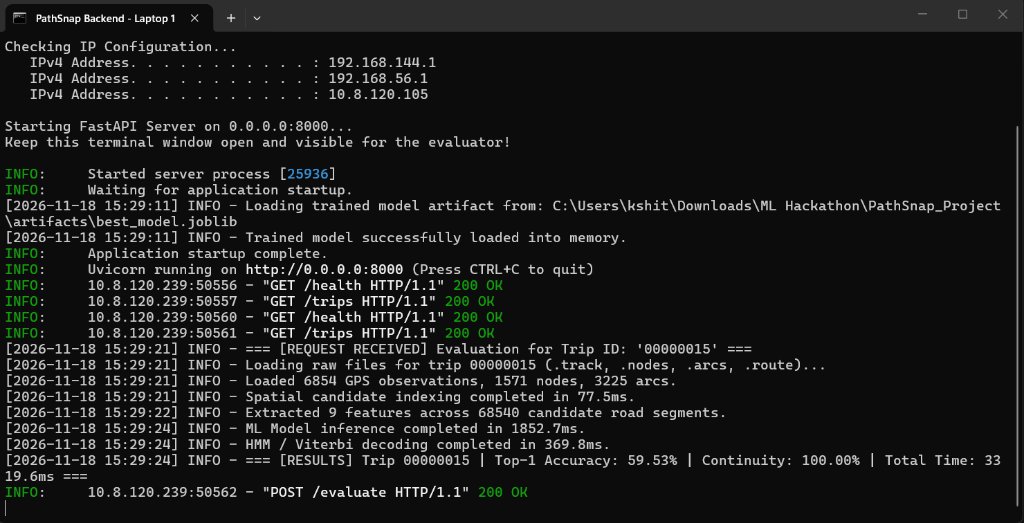 PathSnap Backend - Laptop 1
Checking IP Configuration...
IPv4 Address. . . . . . . . . . . : 192.168.144.1
IPv4 Address. . . . . . . . . . . : 192.168.56.1
IPv4 Address. . . . . . . . . . . : 10.8.120.105
Starting FastAPI Server on 0.0.0.0:8000...
Keep this terminal window open and visible for the evaluator!
INFO:     Started server process [25936]
INFO:     Waiting for application startup.
[2026-11-18 15:29:11] INFO - Loading trained model artifact from: C:\Users\kshit\Downloads\ML Hackathon\PathSnap_Project
\artifacts\best_model.joblib
[2026-11-18 15:29:11] INFO - Trained model successfully loaded into memory.
INFO:     Application startup complete.
INFO:     Uvicorn running on http://0.0.0.0:8000 (Press CTRL+C to quit)
INFO:     10.8.120.239:50556 - "GET /health HTTP/1.1" 200 OK
INFO:     10.8.120.239:50557 - "GET /trips HTTP/1.1" 200 OK
INFO:     10.8.120.239:50560 - "GET /health HTTP/1.1" 200 OK
INFO:     10.8.120.239:50561 - "GET /trips HTTP/1.1" 200 OK
[2026-11-18 15:29:21] INFO - === [REQUEST RECEIVED] Evaluation for Trip ID: '00000015' ===
[2026-11-18 15:29:21] INFO - Loading raw files for trip 00000015 (.track, .nodes, .arcs, .route)...
[2026-11-18 15:29:21] INFO - Loaded 6854 GPS observations, 1571 nodes, 3225 arcs.
[2026-11-18 15:29:21] INFO - Spatial candidate indexing completed in 77.5ms.
[2026-11-18 15:29:22] INFO - Extracted 9 features across 68540 candidate road segments.
[2026-11-18 15:29:24] INFO - ML Model inference completed in 1852.7ms.
[2026-11-18 15:29:24] INFO - HMM / Viterbi decoding completed in 369.8ms.
[2026-11-18 15:29:24] INFO - === [RESULTS] Trip 00000015 | Top-1 Accuracy: 59.53% | Continuity: 100.00% | Total Time: 33
19.6ms ===
INFO:     10.8.120.239:50562 - "POST /evaluate HTTP/1.1" 200 OK